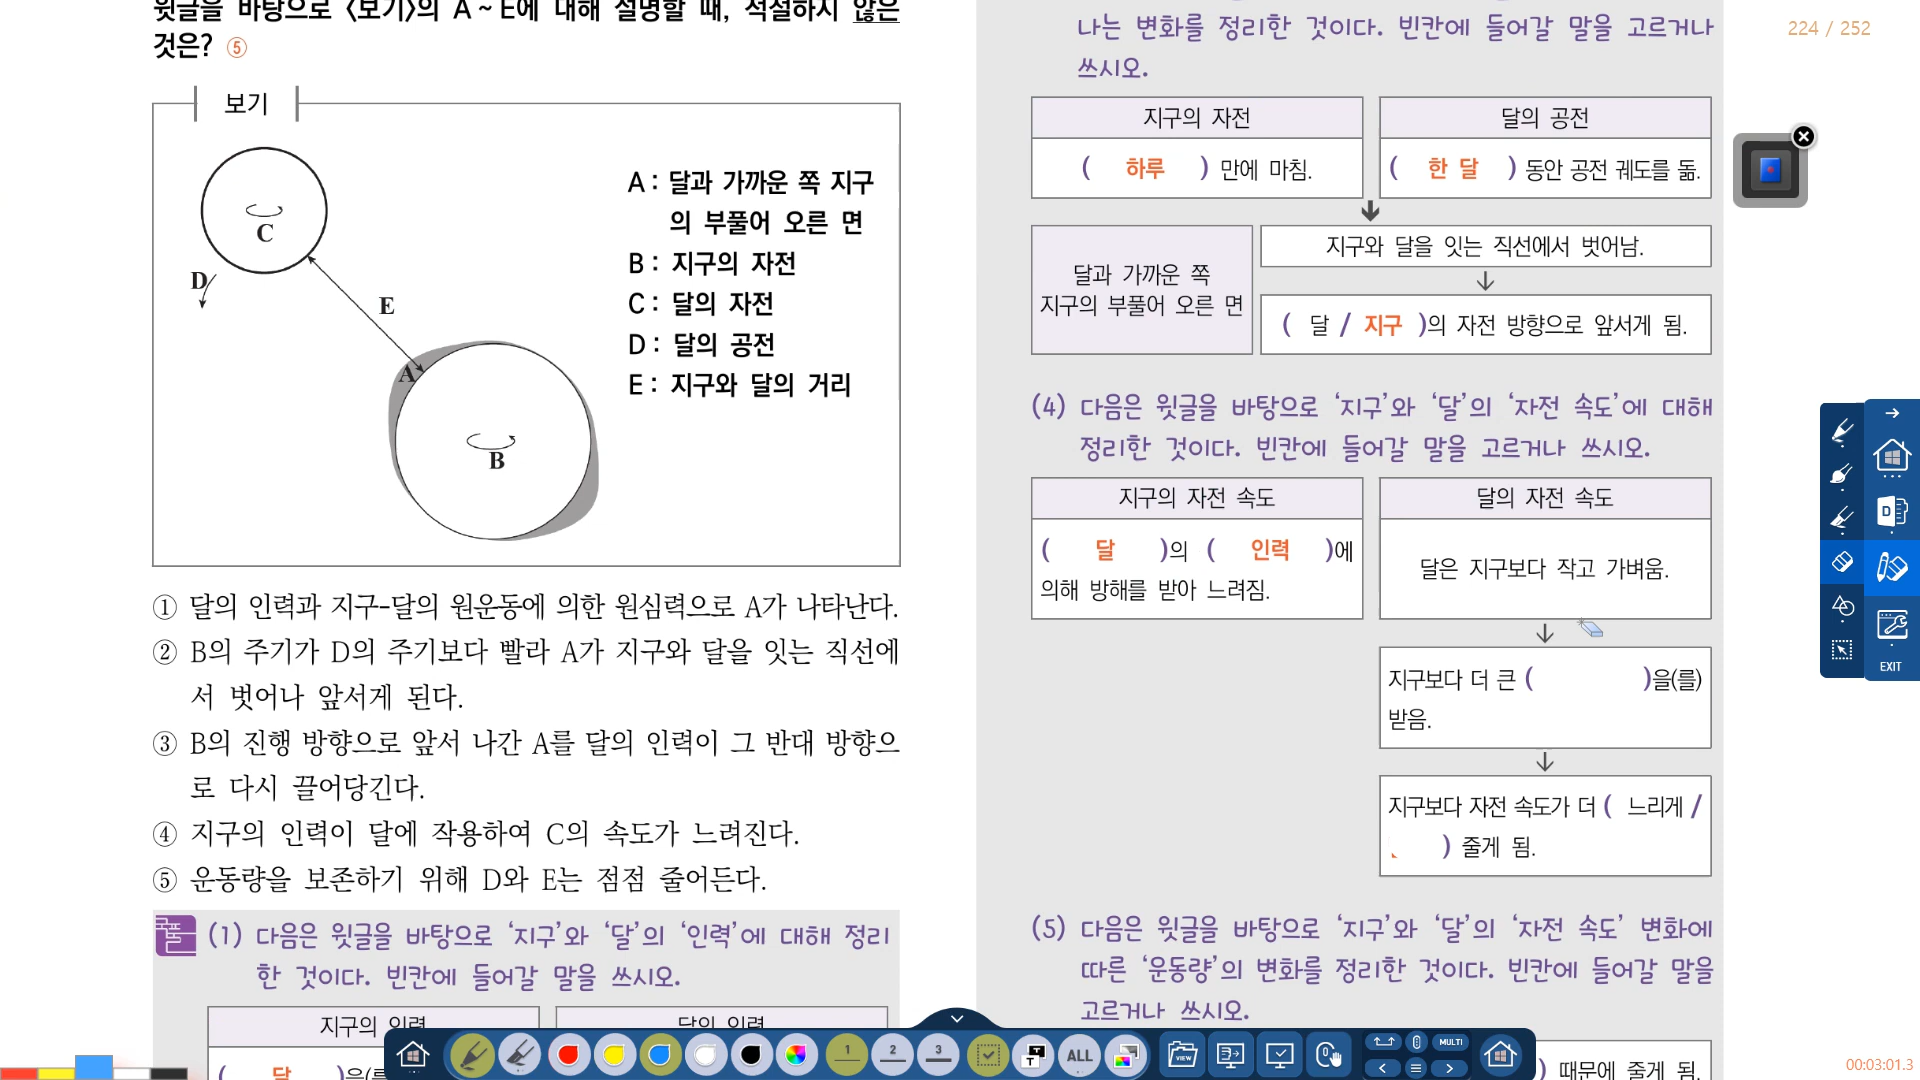 윗글을 바탕으로 〈보기〉의 A ~ E에 대해 설명할 때, 적절하지 않은
것은? ⑤
보기
C
D
E
A
B
A : 달과 가까운 쪽 지구
의 부풀어 오른 면
B : 지구의 자전
C : 달의 자전
D : 달의 공전
E : 지구와 달의 거리
① 달의 인력과 지구-달의 원운동에 의한 원심력으로 A가 나타난다.
② B의 주기가 D의 주기보다 빨라 A가 지구와 달을 잇는 직선에
서 벗어나 앞서게 된다.
③ B의 진행 방향으로 앞서 나간 A를 달의 인력이 그 반대 방향으
로 다시 끌어당긴다.
④ 지구의 인력이 달에 작용하여 C의 속도가 느려진다.
⑤ 운동량을 보존하기 위해 D와 E는 점점 줄어든다.
(1) 다음은 윗글을 바탕으로 ‘지구’와 ‘달’의 ‘인력’에 대해 정리
한 것이다. 빈칸에 들어갈 말을 쓰시오.
지구의 인력
달의 인력
( 달 )을(를
나는 변화를 정리한 것이다. 빈칸에 들어갈 말을 고르거나
쓰시오.
지구의 자전
달의 공전
( 하루 ) 만에 마침.
( 한 달 ) 동안 공전 궤도를 돎.
달과 가까운 쪽
지구의 부풀어 오른 면
지구와 달을 잇는 직선에서 벗어남.
( 달 / 지구 )의 자전 방향으로 앞서게 됨.
(4) 다음은 윗글을 바탕으로 ‘지구’와 ‘달’의 ‘자전 속도’에 대해
정리한 것이다. 빈칸에 들어갈 말을 고르거나 쓰시오.
지구의 자전 속도
달의 자전 속도
( 달 )의 ( 인력 )에
의해 방해를 받아 느려짐.
달은 지구보다 작고 가벼움.
지구보다 더 큰 ( )을(를)
받음.
지구보다 자전 속도가 더 ( 느리게 /
) 줄게 됨.
(5) 다음은 윗글을 바탕으로 ‘지구’와 ‘달’의 ‘자전 속도’ 변화에
따른 ‘운동량’의 변화를 정리한 것이다. 빈칸에 들어갈 말을
고르거나 쓰시오.
) 때문에 줄게 됨.
224 / 252
D
EXIT
1
2
3
T
T
ALL
VIEW
MULTI
00:03:01.3